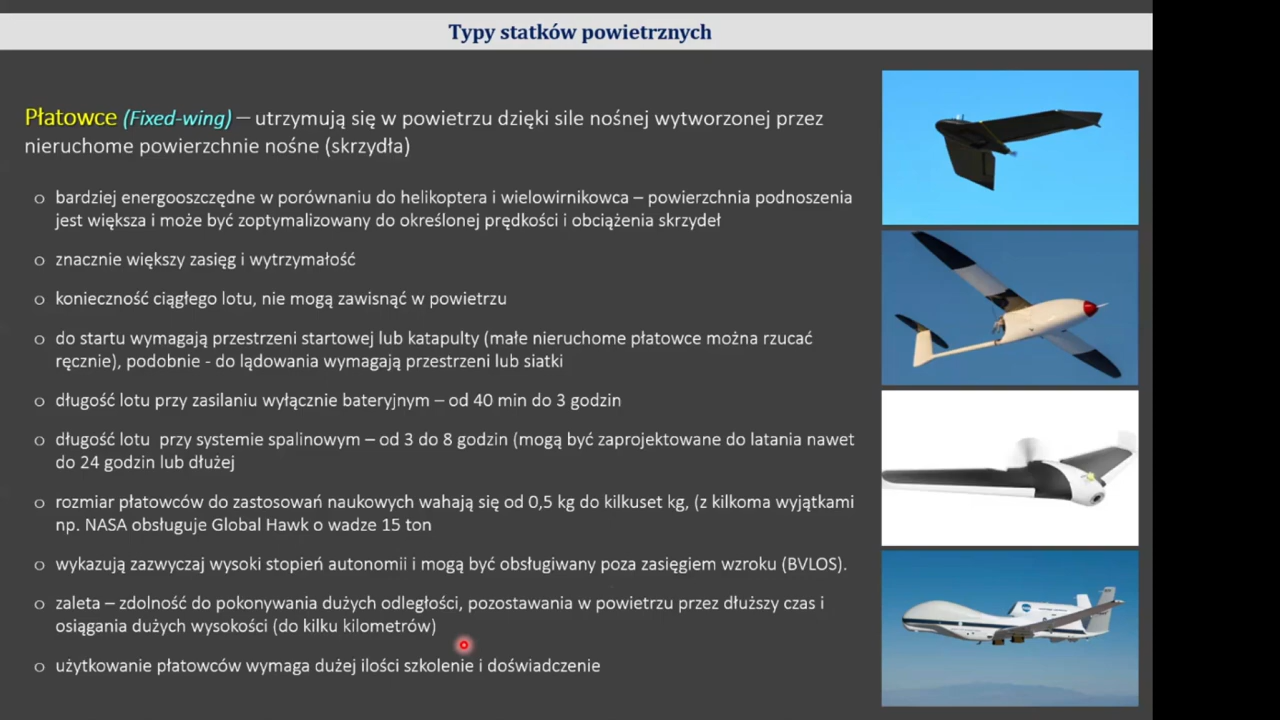 Typy statków powietrznych
Płatowce (Fixed-wing) – utrzymują się w powietrzu dzięki sile nośnej wytworzonej przez
nieruchome powierzchnie nośne (skrzydła)
o bardziej energooszczędne w porównaniu do helikoptera i wielowirnikowca – powierzchnia podnoszenia
jest większa i może być zoptymalizowany do określonej prędkości i obciążenia skrzydeł
o znacznie większy zasięg i wytrzymałość
o konieczność ciągłego lotu, nie mogą zawisnąć w powietrzu
o do startu wymagają przestrzeni startowej lub katapulty (małe nieruchome płatowce można rzucać
ręcznie), podobnie - do lądowania wymagają przestrzeni lub siatki
o długość lotu przy zasilaniu wyłącznie bateryjnym – od 40 min do 3 godzin
o długość lotu przy systemie spalinowym – od 3 do 8 godzin (mogą być zaprojektowane do latania nawet
do 24 godzin lub dłużej
o rozmiar płatowców do zastosowań naukowych wahają się od 0,5 kg do kilkuset kg, (z kilkoma wyjątkami
np. NASA obsługuje Global Hawk o wadze 15 ton
o wykazują zazwyczaj wysoki stopień autonomii i mogą być obsługiwany poza zasięgiem wzroku (BVLOS).
o zaleta – zdolność do pokonywania dużych odległości, pozostawania w powietrzu przez dłuższy czas i
osiągania dużych wysokości (do kilku kilometrów)
o użytkowanie płatowców wymaga dużej ilości szkolenie i doświadczenie